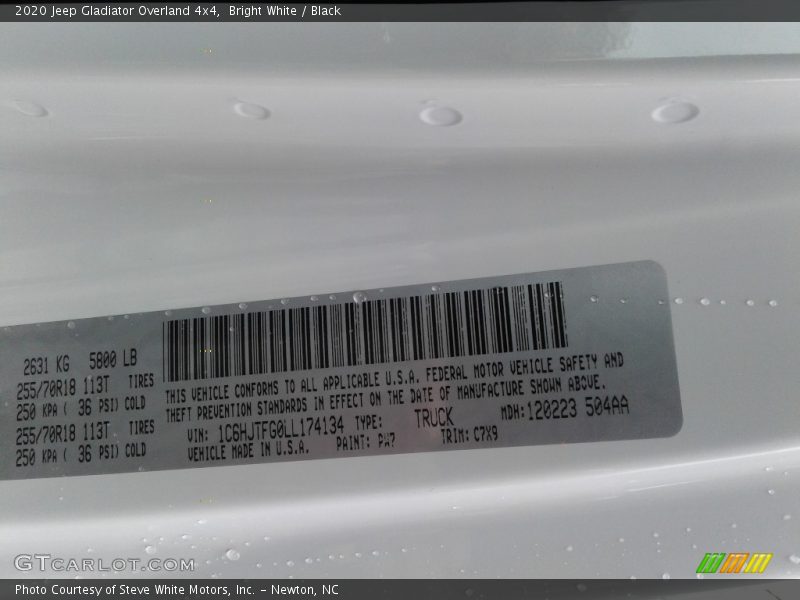 2020 Jeep Gladiator Overland 4x4, Bright White / Black
2631 KG 5800 LB
255/70R18 113T TIRES
250 KPA ( 36 PSI) COLD
255/70R18 113T TIRES
250 KPA ( 36 PSI) COLD
THIS VEHICLE CONFORMS TO ALL APPLICABLE U.S.A. FEDERAL MOTOR VEHICLE SAFETY AND
THEFT PREVENTION STANDARDS IN EFFECT ON THE DATE OF MANUFACTURE SHOWN ABOVE.
VIN: 1C6HJTFG0LL174134 TYPE: TRUCK MDH: 120223 504AA
VEHICLE MADE IN U.S.A. PAINT: PW7 TRIM: C7X9
GTCARLOT.COM
Photo Courtesy of Steve White Motors, Inc. – Newton, NC